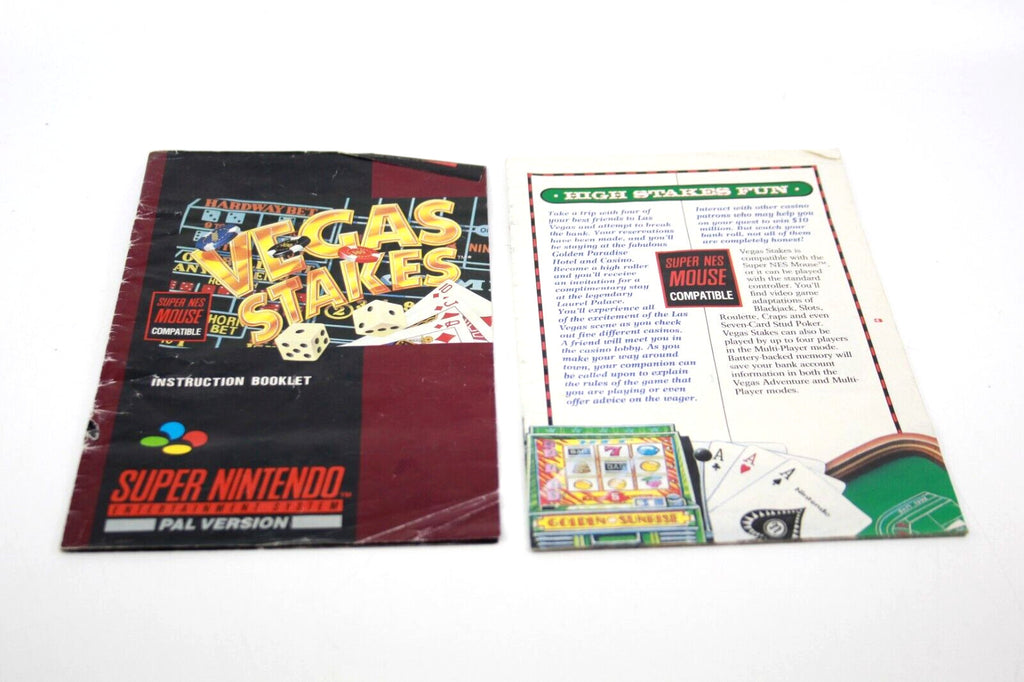 HARDWAY BET
VEGAS
STAKES
SUPER NES
MOUSE
COMPATIBLE
HORN
BET
INSTRUCTION BOOKLET
SUPER NINTENDO
ENTERTAINMENT SYSTEM
PAL VERSION
HIGH STAKES FUN
Take a trip with four of
your best friends to Las
Vegas and attempt to break
the bank. Your reservations
have been made, and you'll
be staying at the fabulous
Golden Paradise
Hotel and Casino.
Become a high roller
and you'll receive
an invitation for a
complimentary stay
at the legendary
Laurel Palace.
You'll experience all
of the excitement of the Las
Vegas scene as you check
out five different casinos.
A friend will meet you in
the casino lobby. As you
make your way around
town, your companion can
be called upon to explain
the rules of the game that
you are playing or even
offer advice on the wager.
Interact with other casino
patrons who may help you
on your quest to win $10
million. But watch your
bank roll, not all of them
are completely honest!
SUPER NES
MOUSE
COMPATIBLE
Vegas Stakes is
compatible with the
Super NES Mouse™,
or it can be played
with the standard
controller. You'll
find video game
adaptations of
Blackjack, Slots,
Roulette, Craps and even
Seven-Card Stud Poker.
Vegas Stakes can also be
played by up to four players
in the Multi-Player mode.
Battery-backed memory will
save your bank account
information in both the
Vegas Adventure and Multi-
Player modes.
BAR 7
BAR
GOLDEN SUNRISE
A
A
A
Nintendo